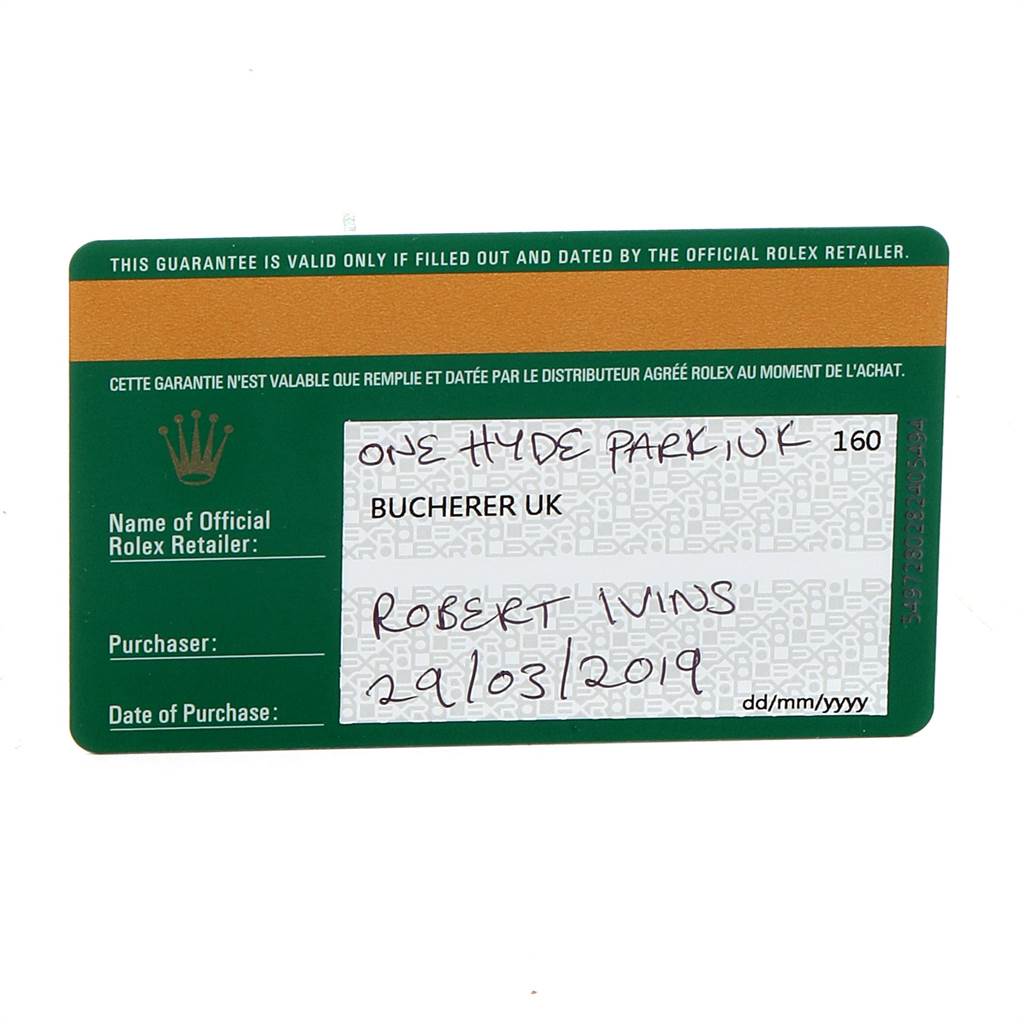 THIS GUARANTEE IS VALID ONLY IF FILLED OUT AND DATED BY THE OFFICIAL ROLEX RETAILER.
CETTE GARANTIE N'EST VALABLE QUE REMPLIE ET DATÉE PAR LE DISTRIBUTEUR AGRÉÉ ROLEX AU MOMENT DE L'ACHAT.
ONE HYDE PARK, UK 160
BUCHERER UK
Name of Official
Rolex Retailer:
Purchaser: ROBERT IVINS
Date of Purchase: 29/03/2019
dd/mm/yyyy
5497280282405494